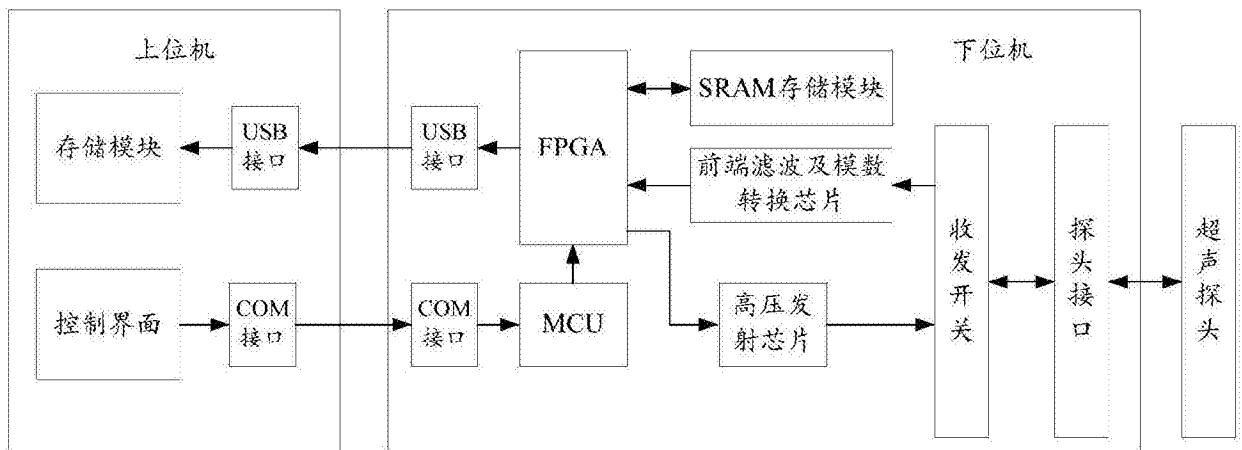 上位机
存储模块
USB
接口
控制界面
COM
接口
下位机
USB
接口
FPGA
SRAM存储模块
前端滤波及模数
转换芯片
COM
接口
MCU
高压发
射芯片
收发开关
探头接口
超声探头